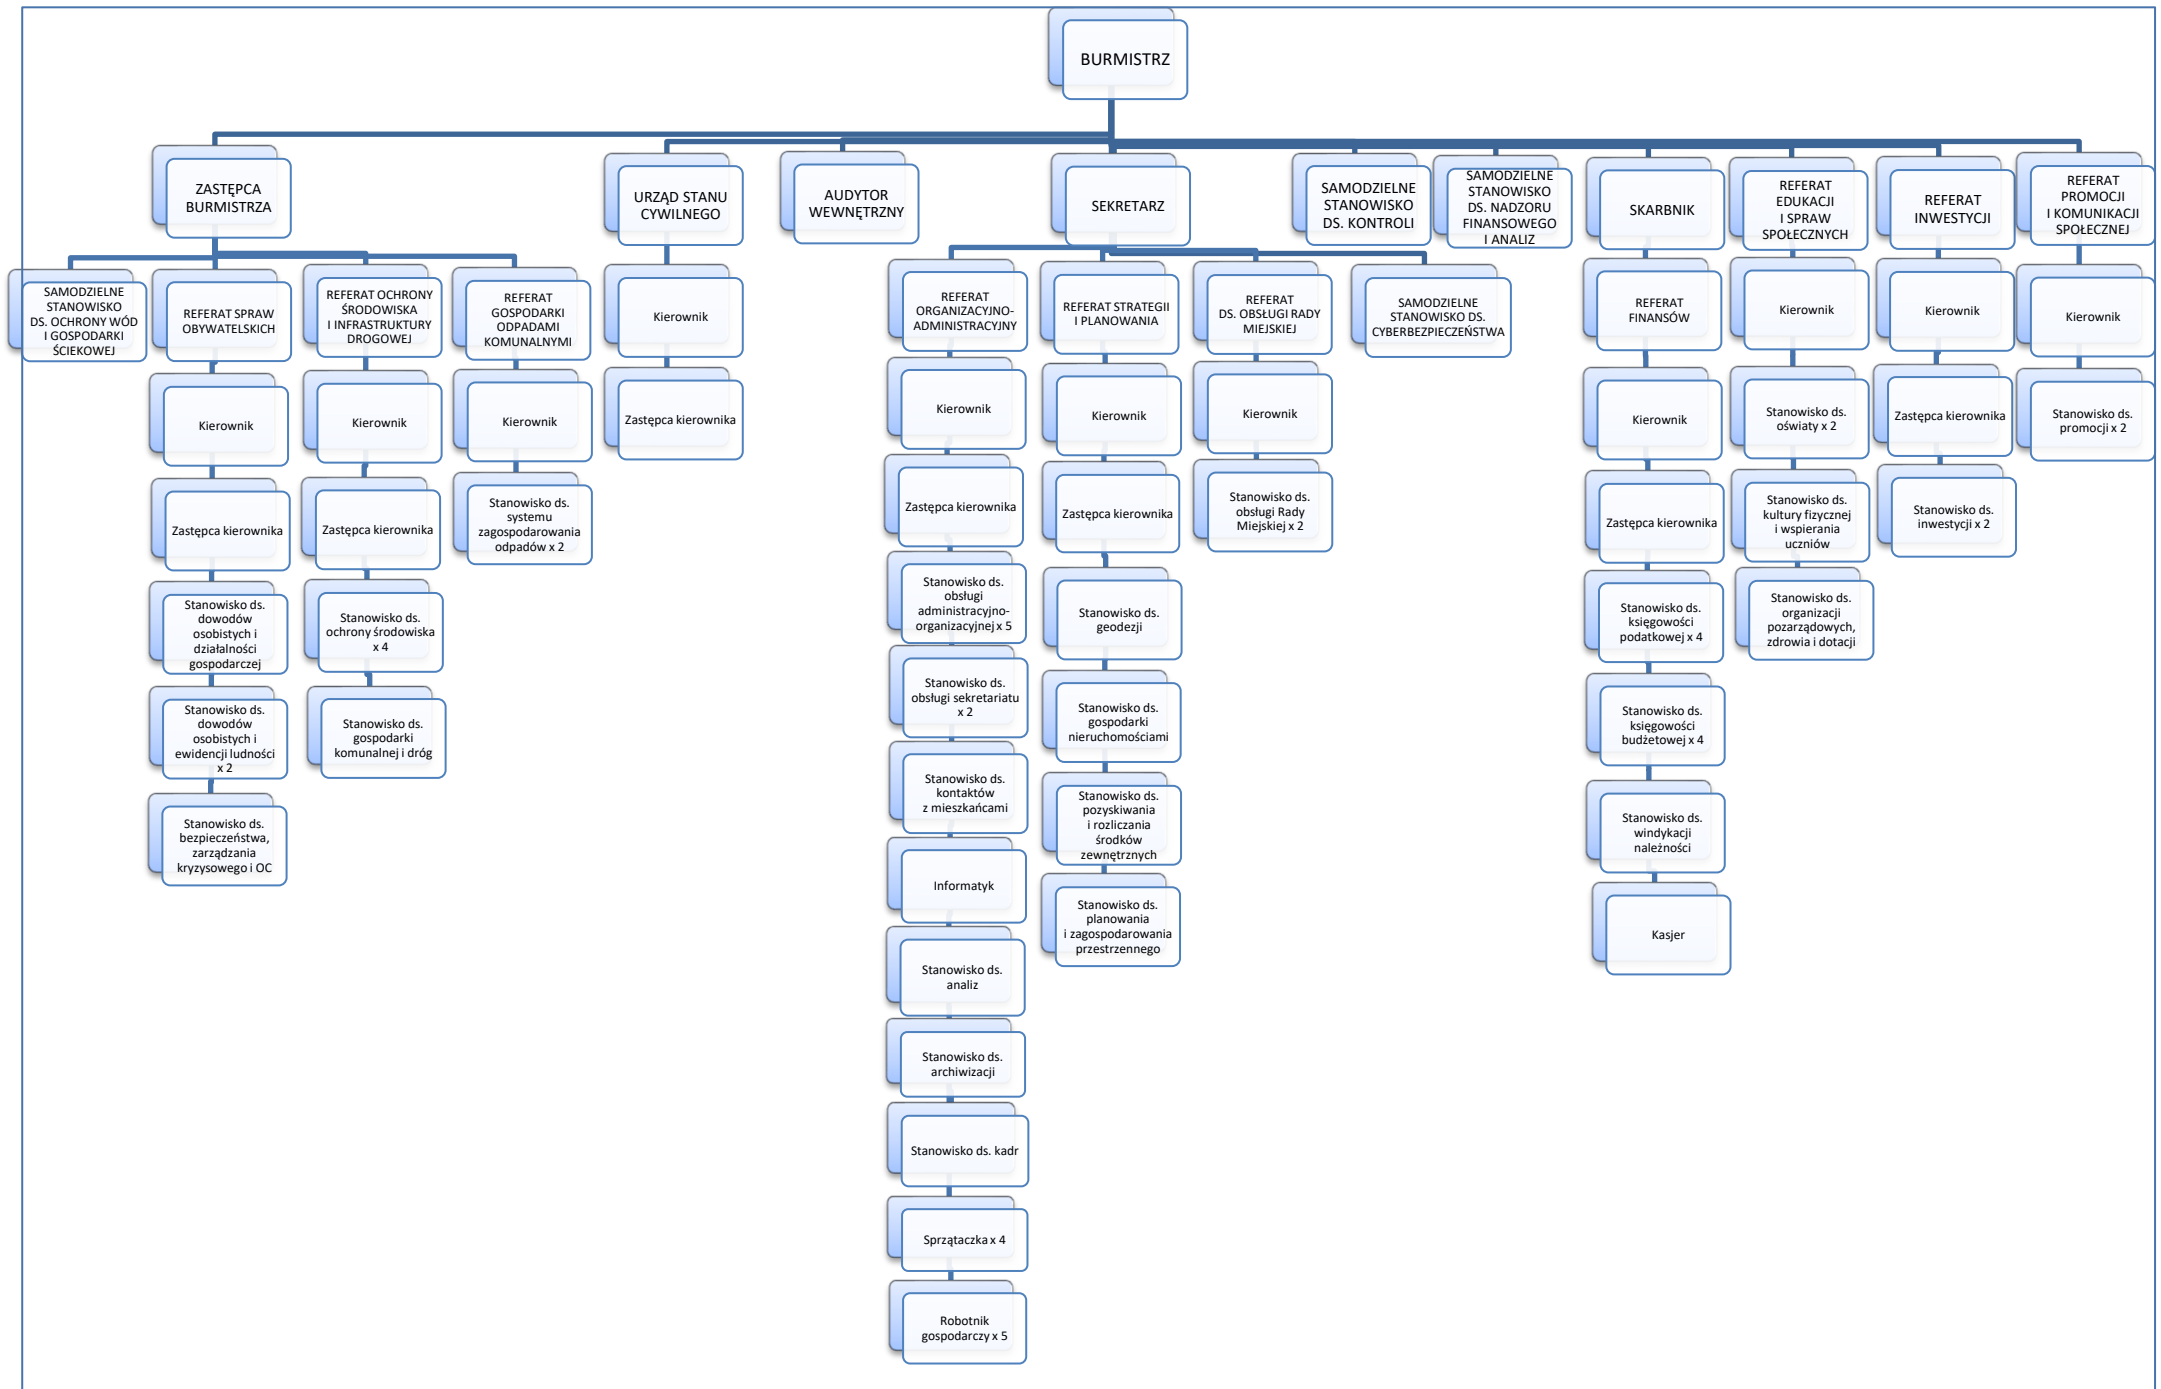 BURMISTRZ
ZASTĘPCA
BURMISTRZA
URZĄD STANU
CYWILNEGO
AUDYTOR
WEWNĘTRZNY
SEKRETARZ
SAMODZIELNE
STANOWISKO
DS. KONTROLI
SAMODZIELNE
STANOWISKO
DS. NADZORU
FINANSOWEGO
I ANALIZ
SKARBNIK
REFERAT
EDUKACJI
I SPRAW
SPOŁECZNYCH
REFERAT
INWESTYCJI
REFERAT
PROMOCJI
I KOMUNIKACJI
SPOŁECZNEJ
SAMODZIELNE
STANOWISKO
DS. OCHRONY WÓD
I GOSPODARKI
ŚCIEKOWEJ
REFERAT SPRAW
OBYWATELSKICH
Kierownik
Zastępca kierownika
Stanowisko ds.
dowodów
osobistych i
działalności
gospodarczej
Stanowisko ds.
dowodów
osobistych i
ewidencji ludności
x 2
Stanowisko ds.
bezpieczeństwa,
zarządzania
kryzysowego i OC
REFERAT OCHRONY
ŚRODOWISKA
I INFRASTRUKTURY
DROGOWEJ
Kierownik
Zastępca kierownika
Stanowisko ds.
ochrony środowiska
x 4
Stanowisko ds.
gospodarki
komunalnej i dróg
REFERAT
GOSPODARKI
ODPADAMI
KOMUNALNYMI
Kierownik
Stanowisko ds.
systemu
zagospodarowania
odpadów x 2
Kierownik
Zastępca kierownika
REFERAT
ORGANIZACYJNO-
ADMINISTRACYJNY
Kierownik
Zastępca kierownika
Stanowisko ds.
obsługi
administracyjno-
organizacyjnej x 5
Stanowisko ds.
obsługi sekretariatu
x 2
Stanowisko ds.
kontaktów
z mieszkańcami
Informatyk
Stanowisko ds.
analiz
Stanowisko ds.
archiwizacji
Stanowisko ds. kadr
Sprzątaczka x 4
Robotnik
gospodarczy x 5
REFERAT STRATEGII
I PLANOWANIA
Kierownik
Zastępca kierownika
Stanowisko ds.
geodezji
Stanowisko ds.
gospodarki
nieruchomościami
Stanowisko ds.
pozyskiwania
i rozliczania
środków
zewnętrznych
Stanowisko ds.
planowania
i zagospodarowania
przestrzennego
REFERAT
DS. OBSŁUGI RADY
MIEJSKIEJ
Kierownik
Stanowisko ds.
obsługi Rady
Miejskiej x 2
SAMODZIELNE
STANOWISKO DS.
CYBERBEZPIECZEŃSTWA
REFERAT
FINANSÓW
Kierownik
Zastępca kierownika
Stanowisko ds.
księgowości
podatkowej x 4
Stanowisko ds.
księgowości
budżetowej x 4
Stanowisko ds.
windykacji
należności
Kasjer
Kierownik
Stanowisko ds.
oświaty x 2
Stanowisko ds.
kultury fizycznej
i wspierania
uczniów
Stanowisko ds.
organizacji
pozarządowych,
zdrowia i dotacji
Kierownik
Zastępca kierownika
Stanowisko ds.
inwestycji x 2
Kierownik
Stanowisko ds.
promocji x 2